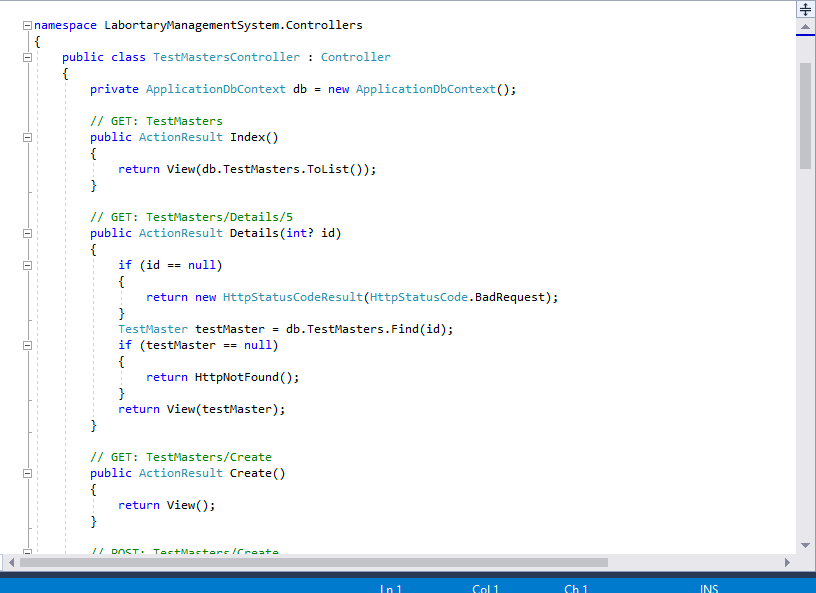 namespace LabortaryManagementSystem.Controllers
{
    public class TestMastersController : Controller
    {
        private ApplicationDbContext db = new ApplicationDbContext();

        // GET: TestMasters
        public ActionResult Index()
        {
            return View(db.TestMasters.ToList());
        }

        // GET: TestMasters/Details/5
        public ActionResult Details(int? id)
        {
            if (id == null)
            {
                return new HttpStatusCodeResult(HttpStatusCode.BadRequest);
            }
            TestMaster testMaster = db.TestMasters.Find(id);
            if (testMaster == null)
            {
                return HttpNotFound();
            }
            return View(testMaster);
        }

        // GET: TestMasters/Create
        public ActionResult Create()
        {
            return View();
        }

        // POST: TestMasters/Create
Ln 1 Col 1 Ch 1 INS